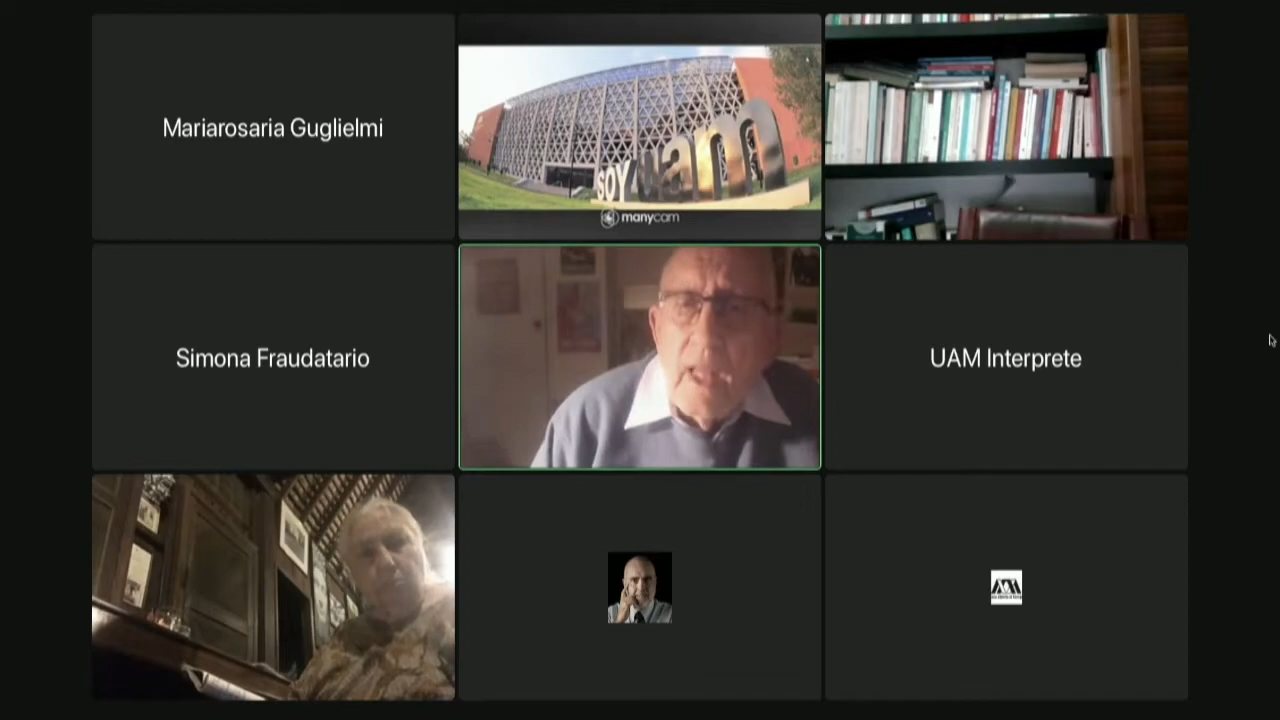 Mariarosaria Guglielmi
soy uam
manycam
Simona Fraudatario
UAM Interprete